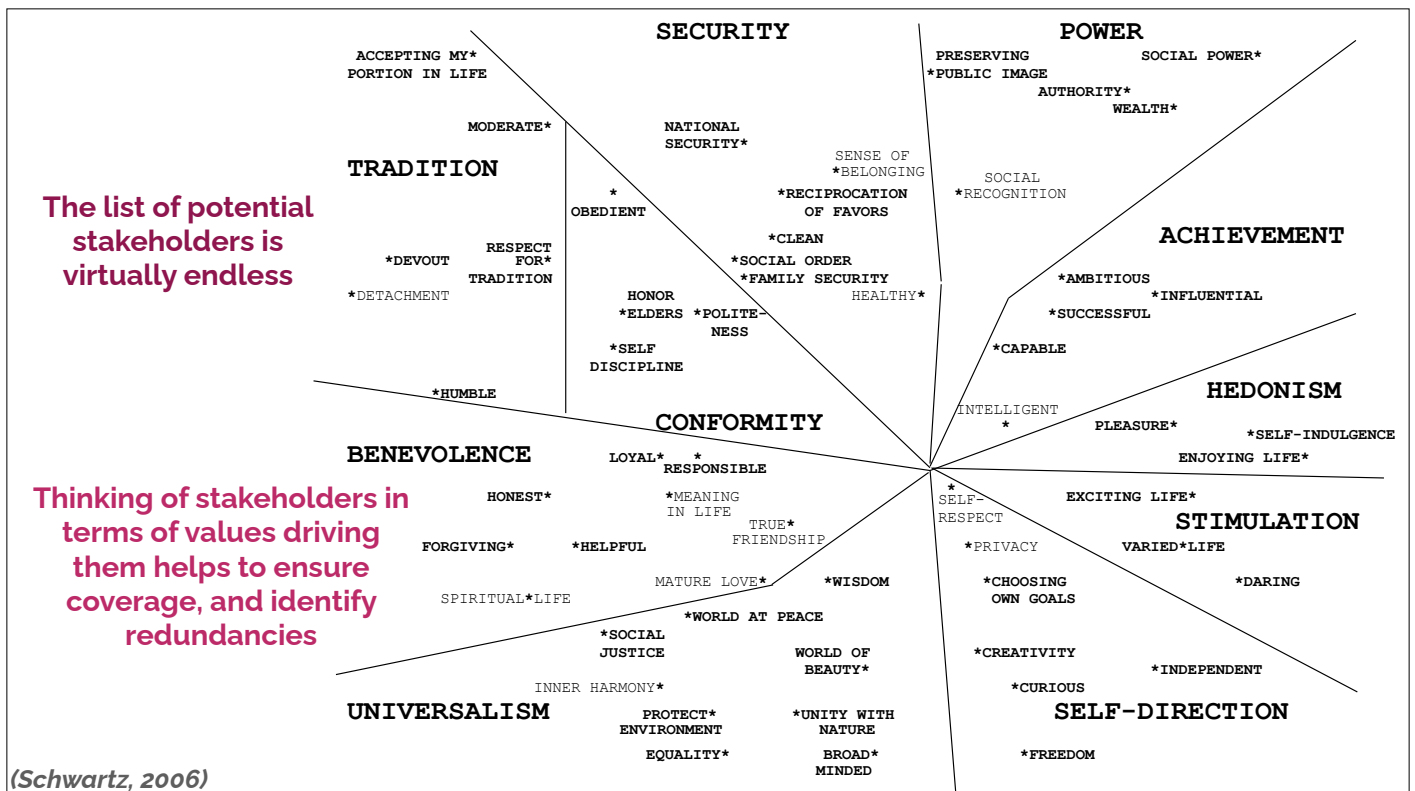 SECURITY
POWER
ACCEPTING MY*
PORTION IN LIFE
PRESERVING
*PUBLIC IMAGE
SOCIAL POWER*
AUTHORITY*
WEALTH*
MODERATE*
NATIONAL
SECURITY*
SENSE OF
*BELONGING
TRADITION
SOCIAL
*RECOGNITION
*
OBEDIENT
*RECIPROCATION
OF FAVORS
The list of potential
stakeholders is
virtually endless
ACHIEVEMENT
*CLEAN
*SOCIAL ORDER
*FAMILY SECURITY
HEALTHY*
*DEVOUT
RESPECT
FOR*
TRADITION
*DETACHMENT
*AMBITIOUS
*INFLUENTIAL
*SUCCESSFUL
HONOR
*ELDERS
*POLITE-
NESS
*SELF
DISCIPLINE
*CAPABLE
*HUMBLE
HEDONISM
INTELLIGENT
*
CONFORMITY
PLEASURE*
*SELF-INDULGENCE
ENJOYING LIFE*
BENEVOLENCE
LOYAL*
*
RESPONSIBLE
Thinking of stakeholders in
terms of values driving
them helps to ensure
coverage, and identify
redundancies
HONEST*
*MEANING
IN LIFE
TRUE*
FRIENDSHIP
*
SELF-
RESPECT
EXCITING LIFE*
STIMULATION
FORGIVING*
*HELPFUL
*PRIVACY
VARIED*LIFE
MATURE LOVE*
*WISDOM
*CHOOSING
OWN GOALS
*DARING
SPIRITUAL*LIFE
*WORLD AT PEACE
*SOCIAL
JUSTICE
WORLD OF
BEAUTY*
*CREATIVITY
*INDEPENDENT
INNER HARMONY*
*CURIOUS
UNIVERSALISM
PROTECT*
ENVIRONMENT
*UNITY WITH
NATURE
SELF-DIRECTION
EQUALITY*
BROAD*
MINDED
*FREEDOM
(Schwartz, 2006)